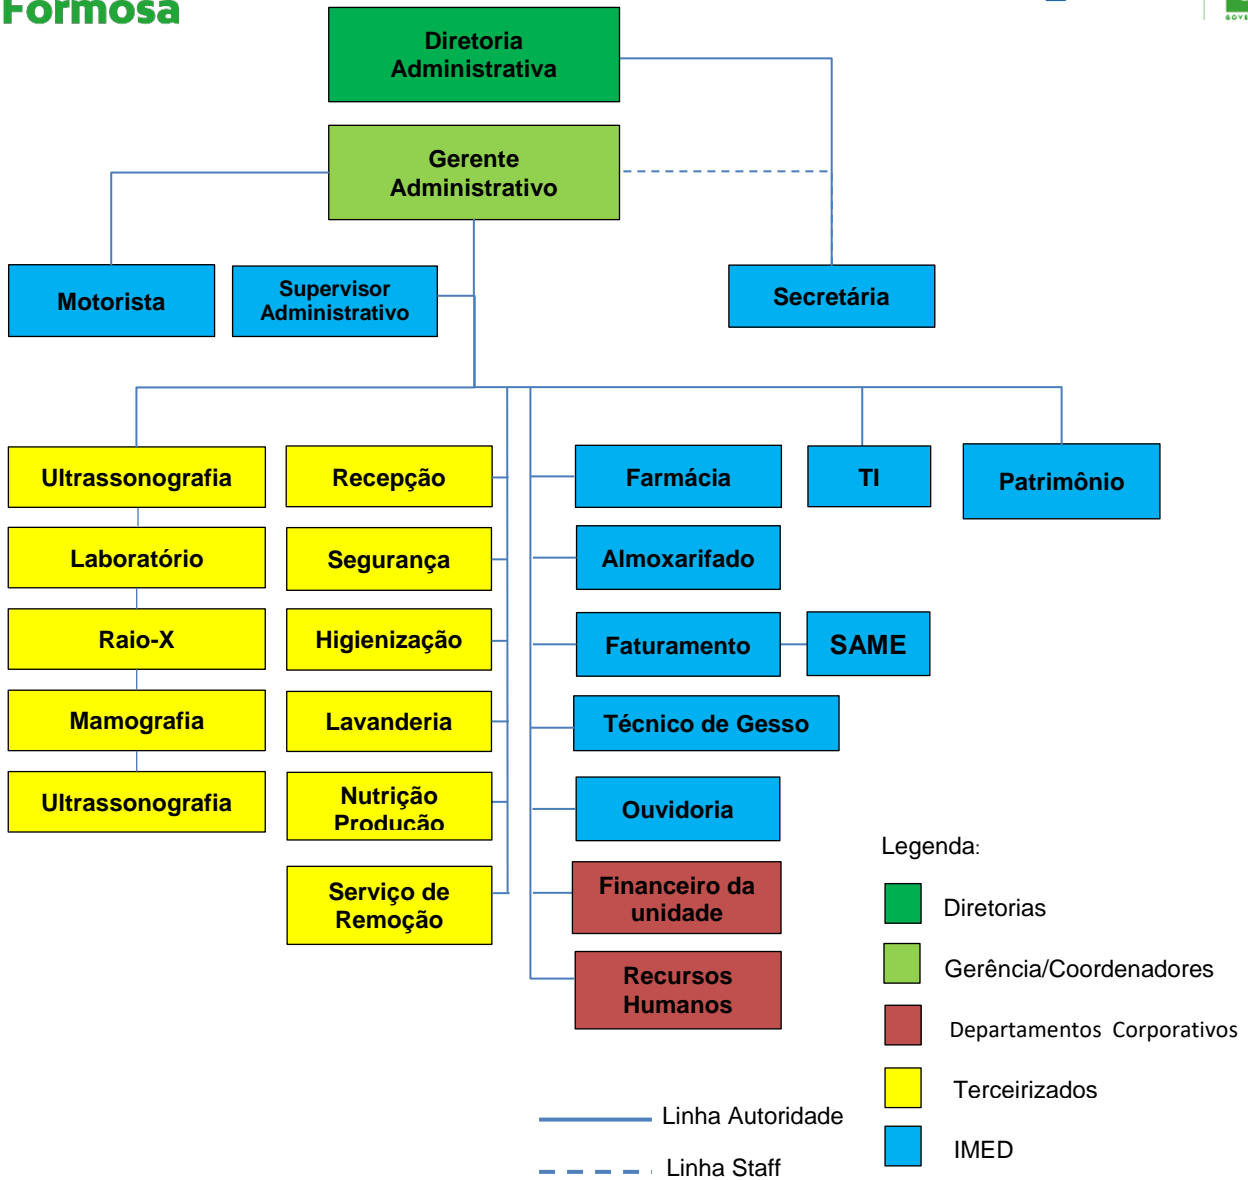 Formosa
Diretoria
Administrativa
Gerente
Administrativo
Motorista
Supervisor
Administrativo
Secretária
Ultrassonografia
Recepção
Farmácia
TI
Patrimônio
Laboratório
Segurança
Almoxarifado
Raio-X
Higienização
Faturamento
SAME
Mamografia
Lavanderia
Técnico de Gesso
Ultrassonografia
Nutrição
Produção
Ouvidoria
Serviço de
Remoção
Financeiro da
unidade
Recursos
Humanos
Legenda:
Diretorias
Gerência/Coordenadores
Departamentos Corporativos
Terceirizados
IMED
Linha Autoridade
Linha Staff